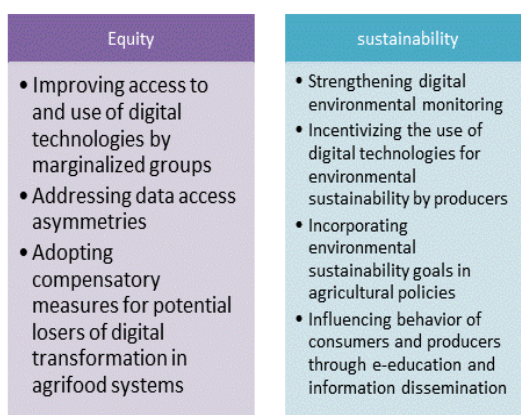 Equity
• Improving access to
and use of digital
technologies by
marginalized groups
• Addressing data access
asymmetries
• Adopting
compensatory
measures for potential
losers of digital
transformation in
agrifood systems
sustainability
• Strengthening digital
environmental monitoring
• Incentivizing the use of
digital technologies for
environmental
sustainability by producers
• Incorporating
environmental
sustainability goals in
agricultural policies
• Influencing behavior of
consumers and producers
through e-education and
information dissemination